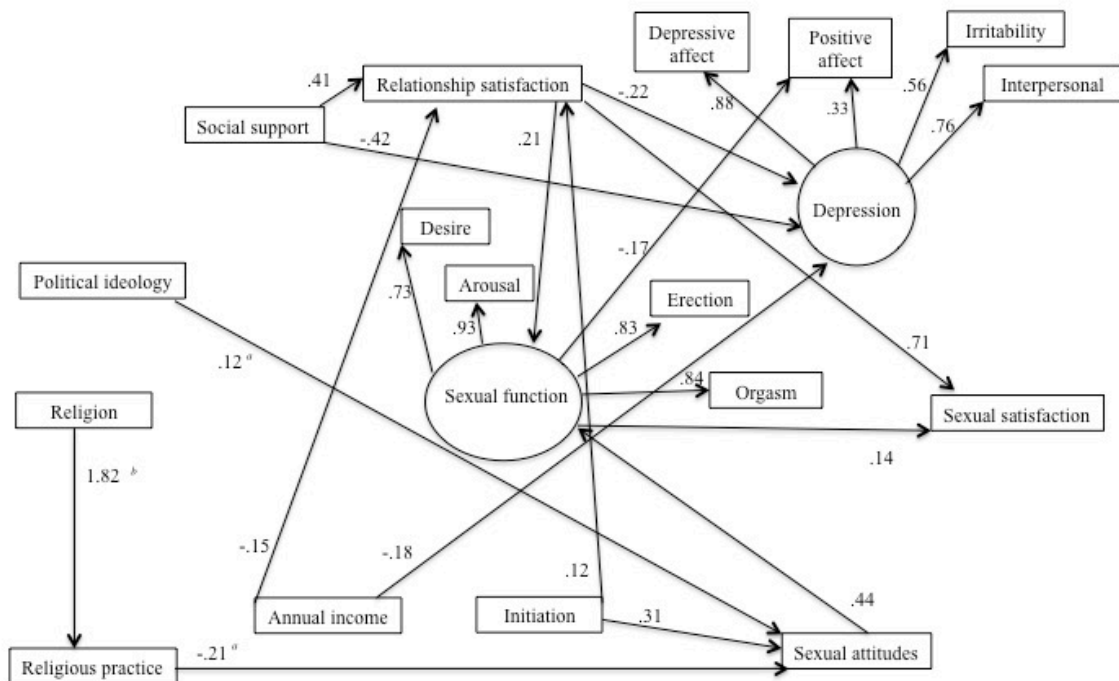 Depressive
affect
Positive
affect
Irritability
Interpersonal
.41
Relationship satisfaction
-.22
.88
.33
.56
.76
Social support
-.42
.21
Depression
Desire
-.17
Political ideology
Arousal
Erection
.73
.93
.83
.71
.12 a
Sexual function
.84
Orgasm
Religion
Sexual satisfaction
.14
1.82 b
-.15
-.18
.12
.44
Annual income
Initiation
.31
Religious practice
-.21 a
Sexual attitudes